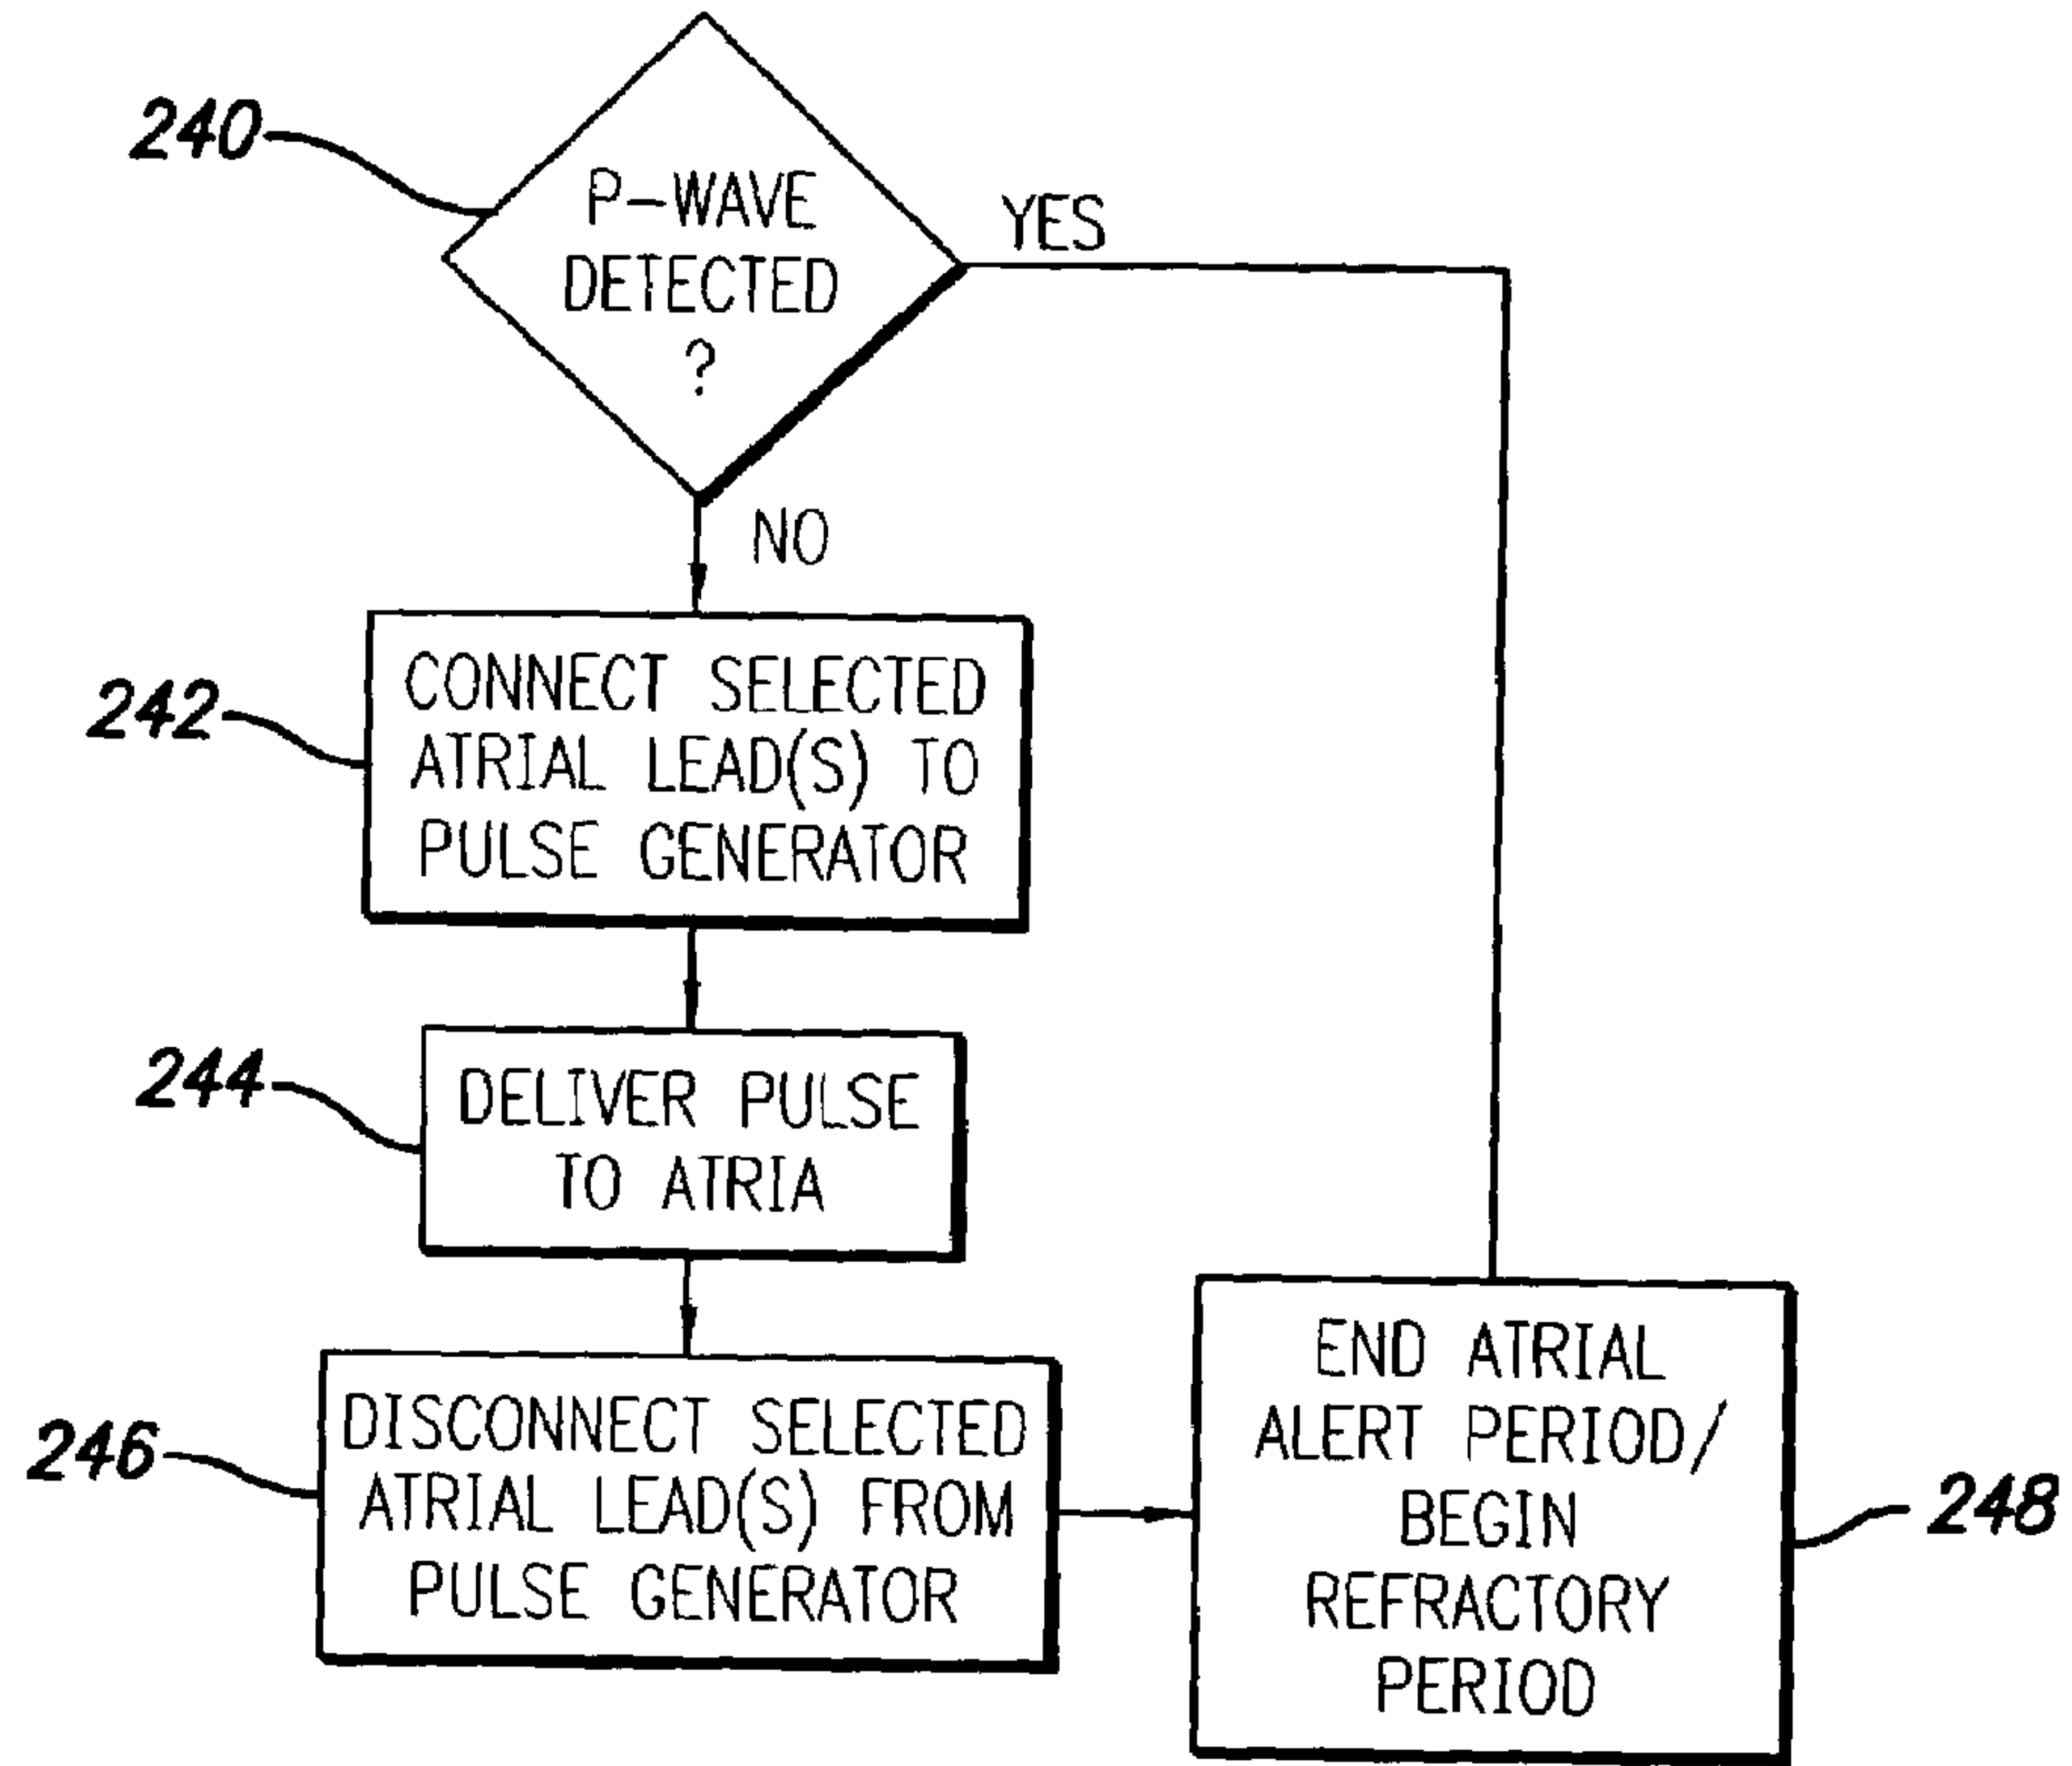 240
P-WAVE
DETECTED
?
YES
NO
242
CONNECT SELECTED
ATRIAL LEAD(S) TO
PULSE GENERATOR
244
DELIVER PULSE
TO ATRIA
246
DISCONNECT SELECTED
ATRIAL LEAD(S) FROM
PULSE GENERATOR
END ATRIAL
ALERT PERIOD/
BEGIN
REFRACTORY
PERIOD
248